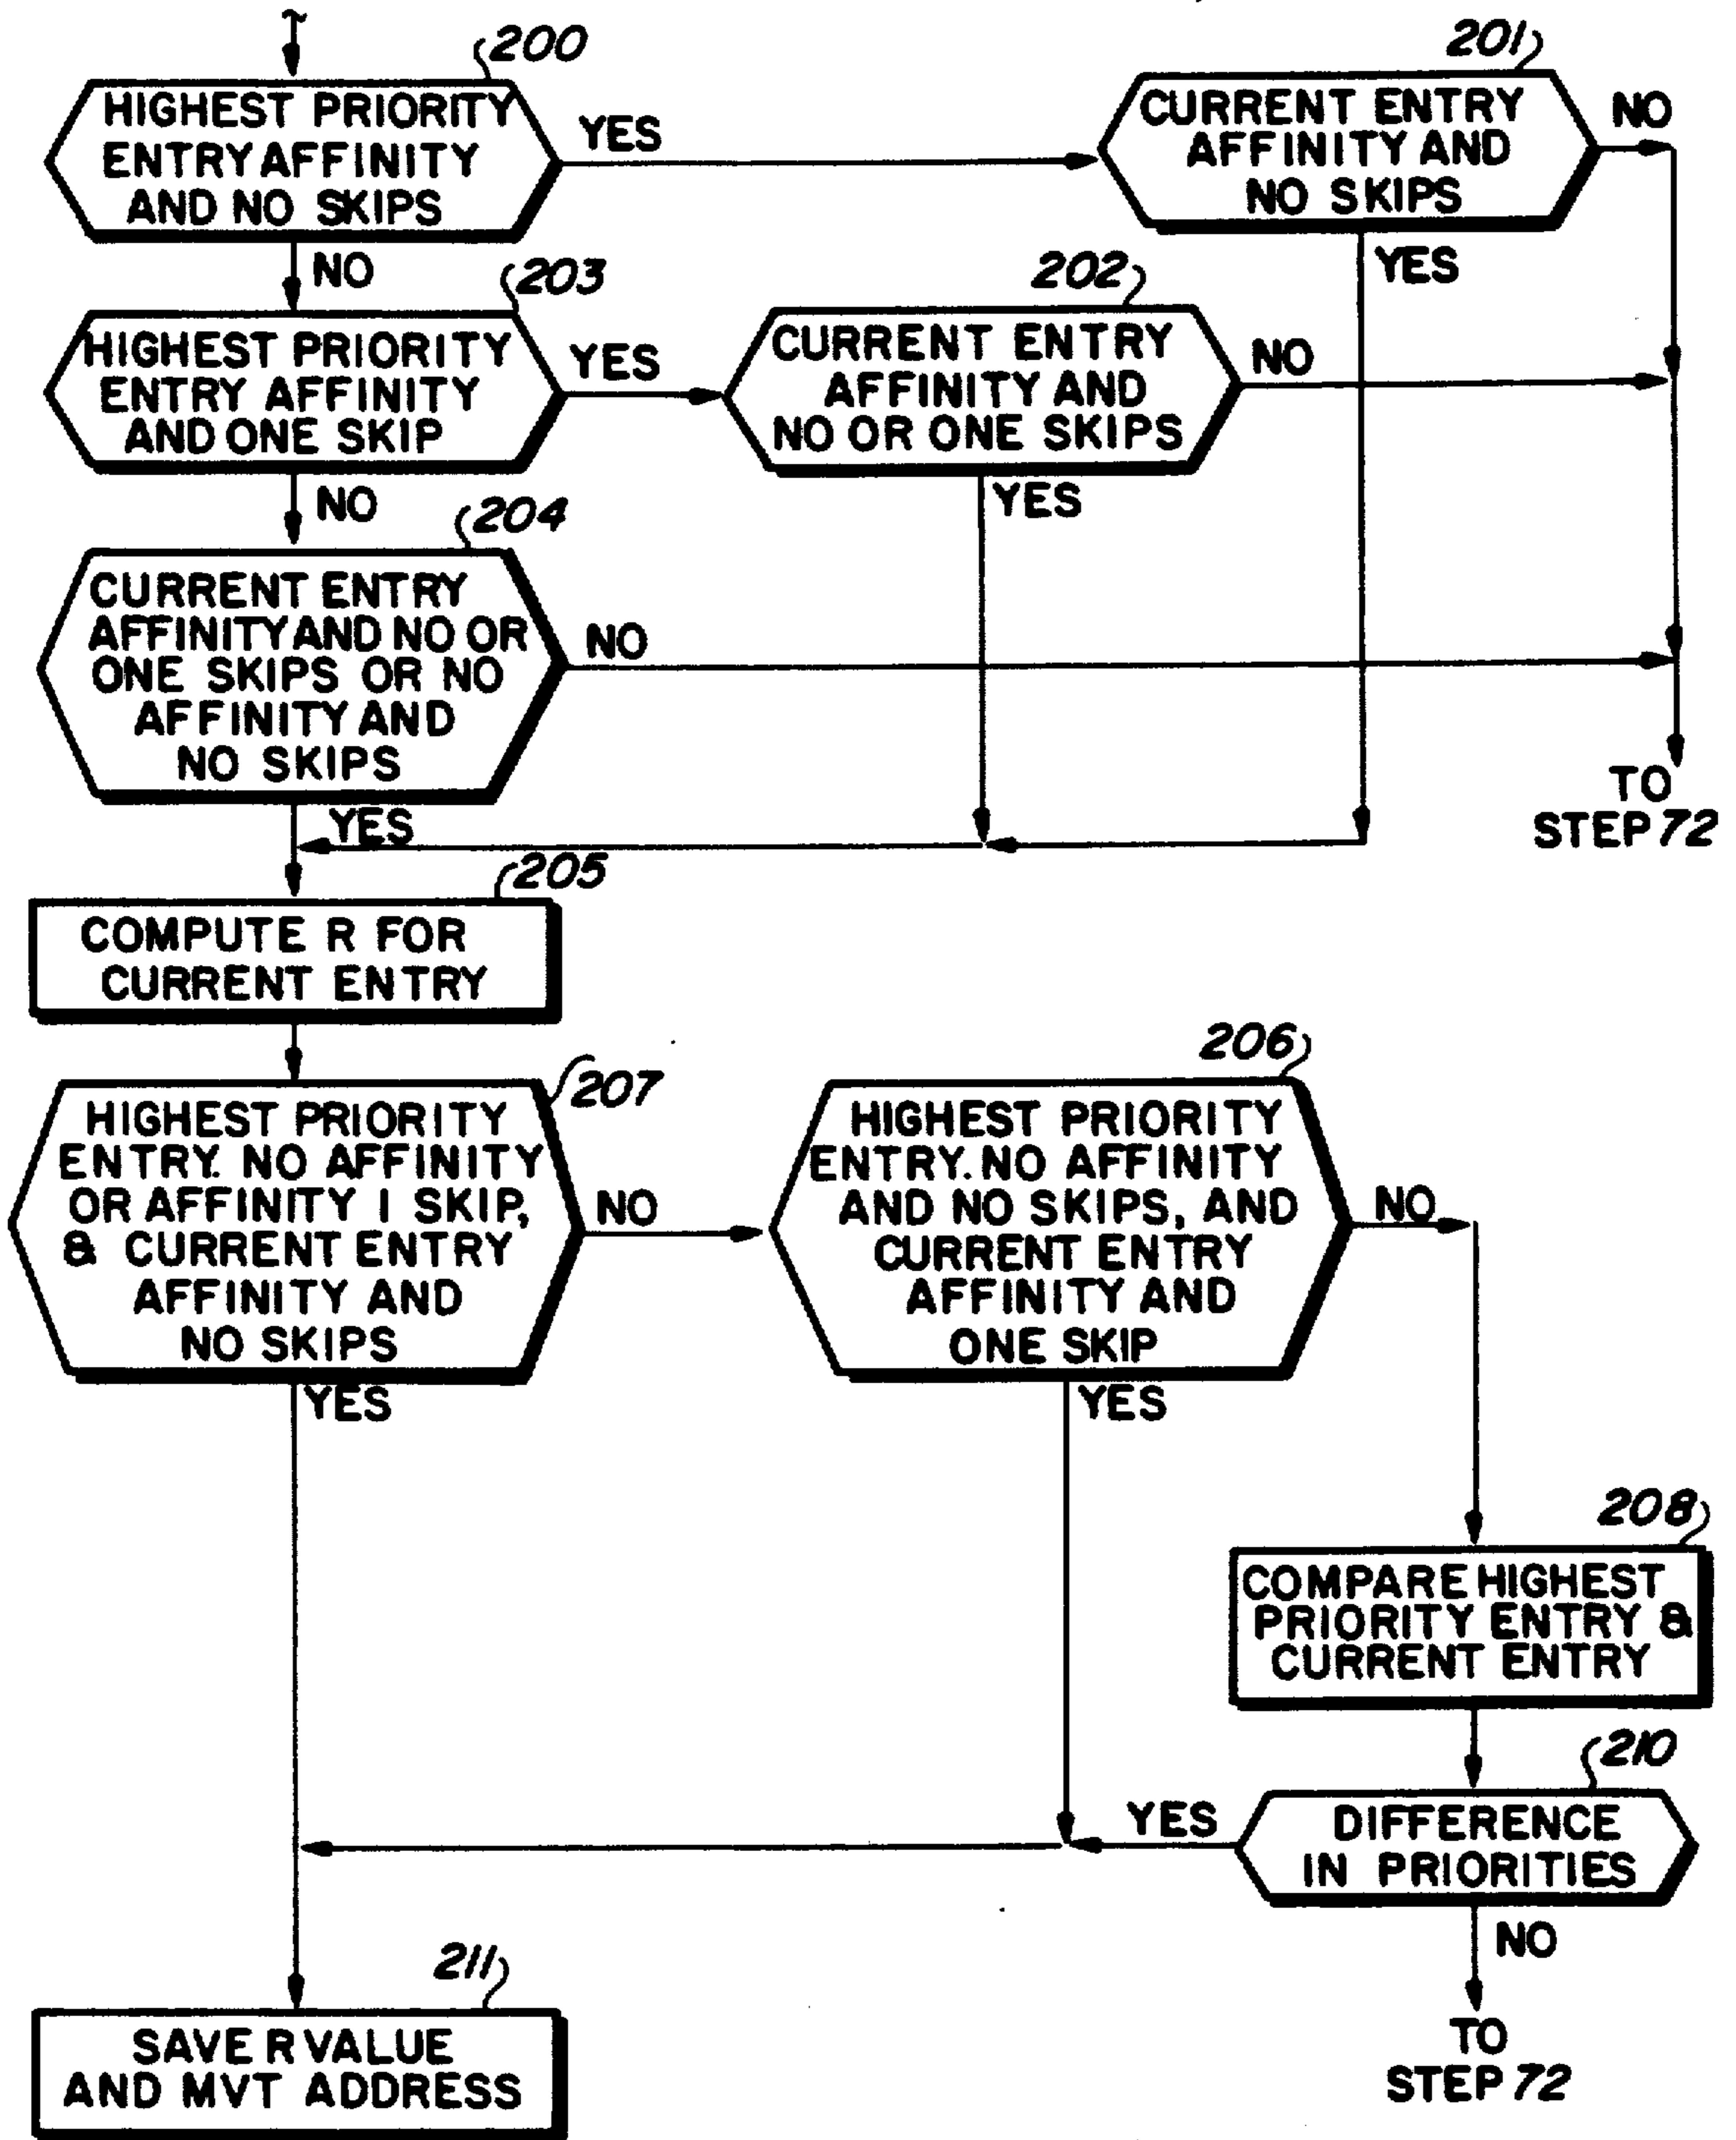 200
HIGHEST PRIORITY
ENTRY AFFINITY
AND NO SKIPS
YES
201
CURRENT ENTRY
AFFINITY AND
NO SKIPS
NO
YES
NO
203
HIGHEST PRIORITY
ENTRY AFFINITY
AND ONE SKIP
YES
202
CURRENT ENTRY
AFFINITY AND
NO OR ONE SKIPS
NO
YES
NO
204
CURRENT ENTRY
AFFINITY AND NO OR
ONE SKIPS OR NO
AFFINITY AND
NO SKIPS
NO
YES
TO
STEP 72
205
COMPUTE R FOR
CURRENT ENTRY
207
HIGHEST PRIORITY
ENTRY. NO AFFINITY
OR AFFINITY 1 SKIP,
& CURRENT ENTRY
AFFINITY AND
NO SKIPS
NO
YES
206
HIGHEST PRIORITY
ENTRY. NO AFFINITY
AND NO SKIPS, AND
CURRENT ENTRY
AFFINITY AND
ONE SKIP
NO
YES
208
COMPARE HIGHEST
PRIORITY ENTRY &
CURRENT ENTRY
210
DIFFERENCE
IN PRIORITIES
YES
NO
TO
STEP 72
211
SAVE R VALUE
AND MVT ADDRESS